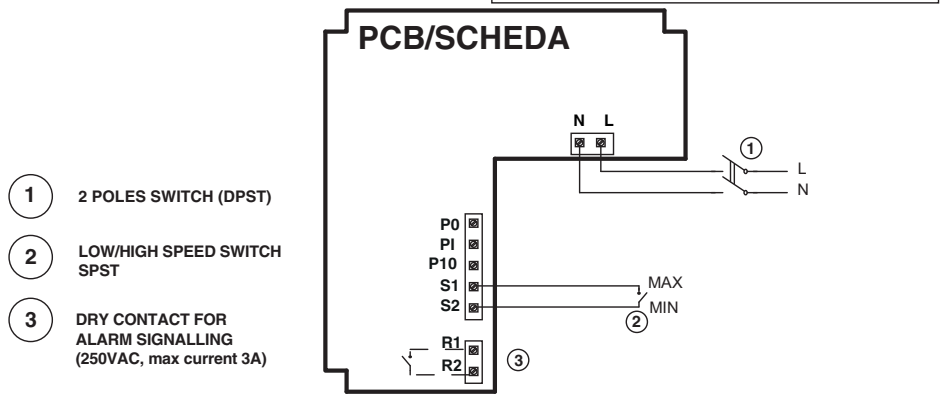 PCB/SCHEDA
N L
1
L
N
1 2 POLES SWITCH (DPST)
P0
PI
P10
S1
S2
MAX
MIN
2
2 LOW/HIGH SPEED SWITCH
SPST
3 DRY CONTACT FOR
ALARM SIGNALLING
(250VAC, max current 3A)
R1
R2
3